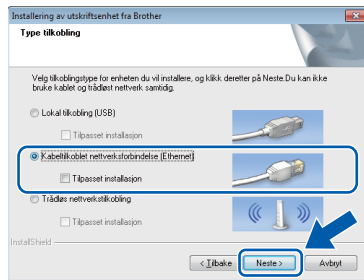 Installering av utskriftsenhet fra Brother
Type tilkobling
Velg tilkoblingstype for enheten du vil installere, og klikk deretter på Neste.Du kan ikke
bruke kablet og trådløst nettverk samtidig.
Lokal tilkobling (USB)
Tilpasset installasjon
Kabeltilkoblet nettverksforbindelse (Ethernet)
Tilpasset installasjon
Trådløs nettverkstilkobling
Tilpasset installasjon
InstallShield
< Tilbake
Neste >
Avbryt